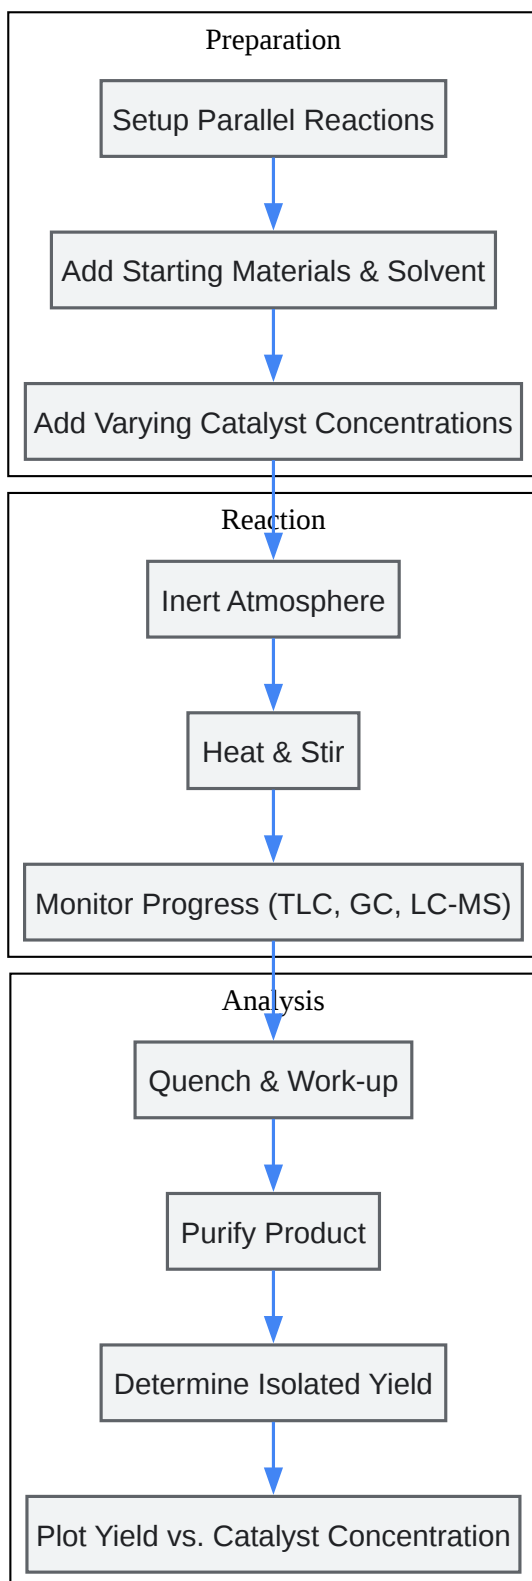 Preparation
Setup Parallel Reactions
Add Starting Materials & Solvent
Add Varying Catalyst Concentrations
Reaction
Inert Atmosphere
Heat & Stir
Monitor Progress (TLC, GC, LC-MS)
Analysis
Quench & Work-up
Purify Product
Determine Isolated Yield
Plot Yield vs. Catalyst Concentration